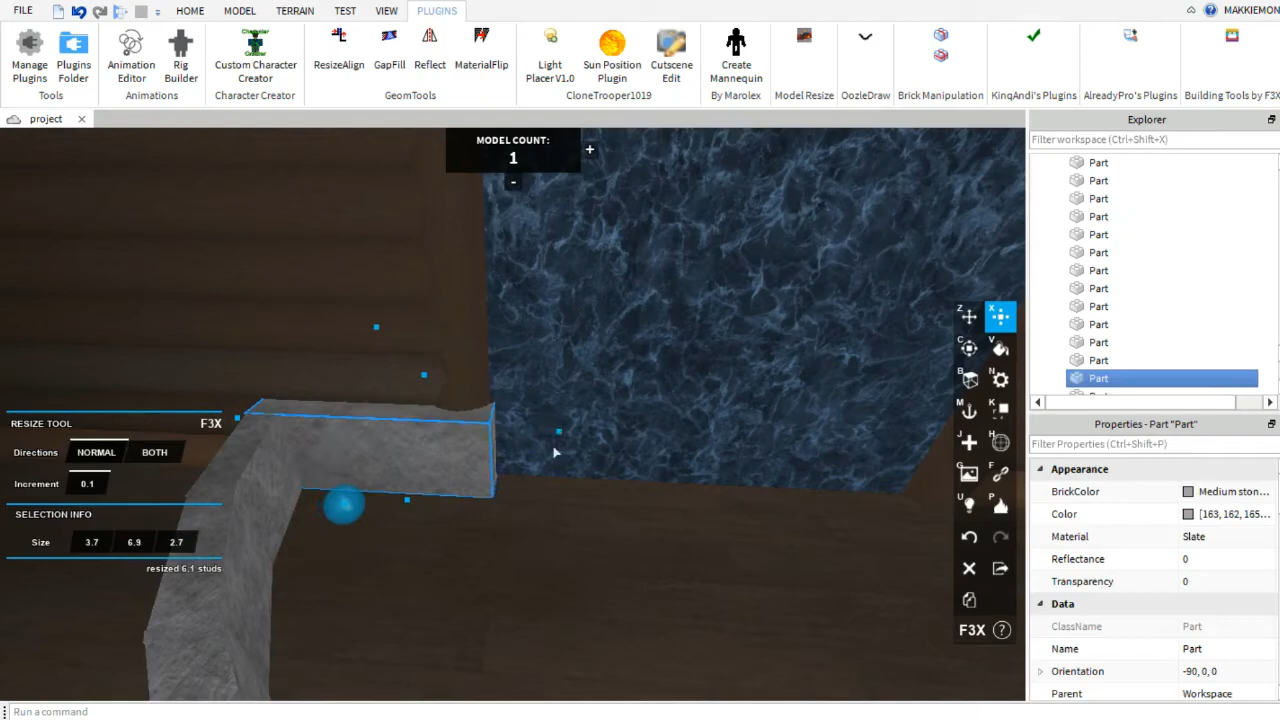 FILE HOME MODEL TERRAIN TEST VIEW PLUGINS MAKKIEMON
Manage Plugins
Plugins Folder
Animation Editor
Rig Builder
Custom Character Creator
ResizeAlign
GapFill
Reflect
MaterialFlip
Light Placer V1.0
Sun Position Plugin
Cutscene Edit
Create Mannequin
Tools Animations Character Creator GeomTools CloneTrooper1019 By Marolex Model Resize OozleDraw Brick Manipulation KinqAndi's Plugins AlreadyPro's Plugins Building Tools by F3X
project
MODEL COUNT:
1
+
-
RESIZE TOOL F3X
Directions NORMAL BOTH
Increment 0.1
SELECTION INFO
Size 3.7 6.9 2.7
resized 6.1 studs
Z X
C V
B N
M K
J H
G F
U P
F3X ?
Explorer
Filter workspace (Ctrl+Shift+X)
Part
Part
Part
Part
Part
Part
Part
Part
Part
Part
Part
Part
Part
Properties - Part "Part"
Filter Properties (Ctrl+Shift+P)
Appearance
BrickColor Medium ston...
Color [163, 162, 165...
Material Slate
Reflectance 0
Transparency 0
Data
ClassName Part
Name Part
Orientation -90, 0, 0
Parent Workspace
Run a command